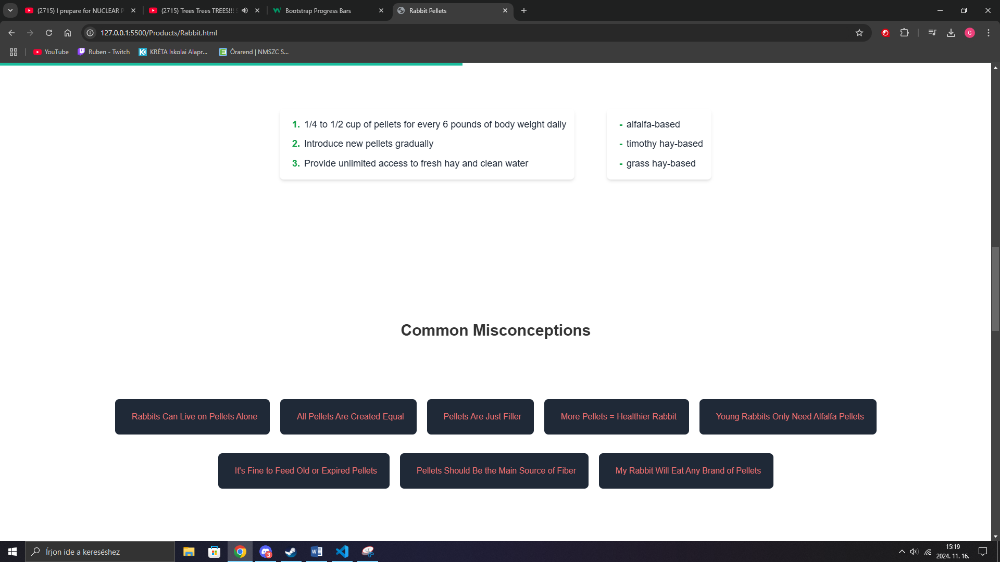 (2715) I prepare for NUCLEAR P
(2715) Trees Trees TREES!!! S
Bootstrap Progress Bars
Rabbit Pellets
127.0.0.1:5500/Products/Rabbit.html
G
YouTube
Ruben - Twitch
KRÉTA Iskolai Alapr...
Órarend | NMSZC S...
1. 1/4 to 1/2 cup of pellets for every 6 pounds of body weight daily
2. Introduce new pellets gradually
3. Provide unlimited access to fresh hay and clean water
- alfalfa-based
- timothy hay-based
- grass hay-based
Common Misconceptions
Rabbits Can Live on Pellets Alone
All Pellets Are Created Equal
Pellets Are Just Filler
More Pellets = Healthier Rabbit
Young Rabbits Only Need Alfalfa Pellets
It's Fine to Feed Old or Expired Pellets
Pellets Should Be the Main Source of Fiber
My Rabbit Will Eat Any Brand of Pellets
Írjon ide a kereséshez
3
15:19
2024. 11. 16.